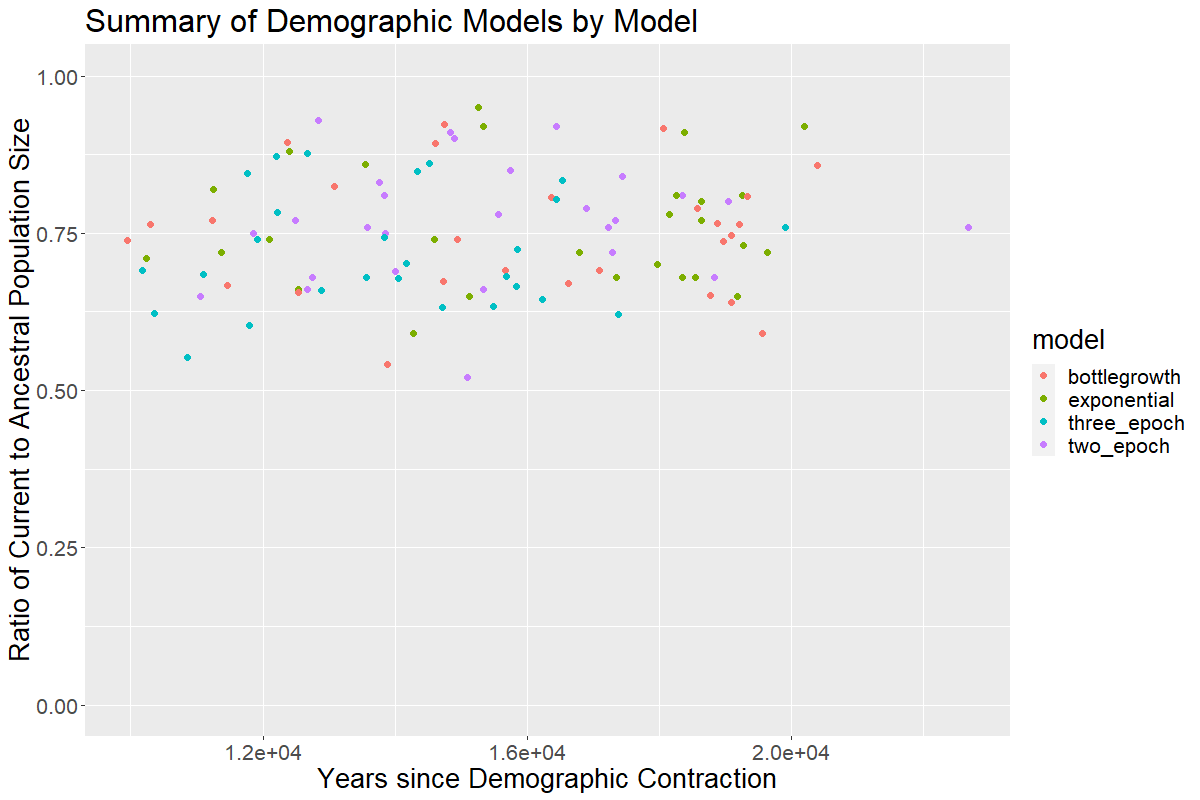 Summary of Demographic Models by Model
Ratio of Current to Ancestral Population Size
1.00
0.75
0.50
0.25
0.00
1.2e+04
1.6e+04
2.0e+04
Years since Demographic Contraction
model
bottlegrowth
exponential
three_epoch
two_epoch